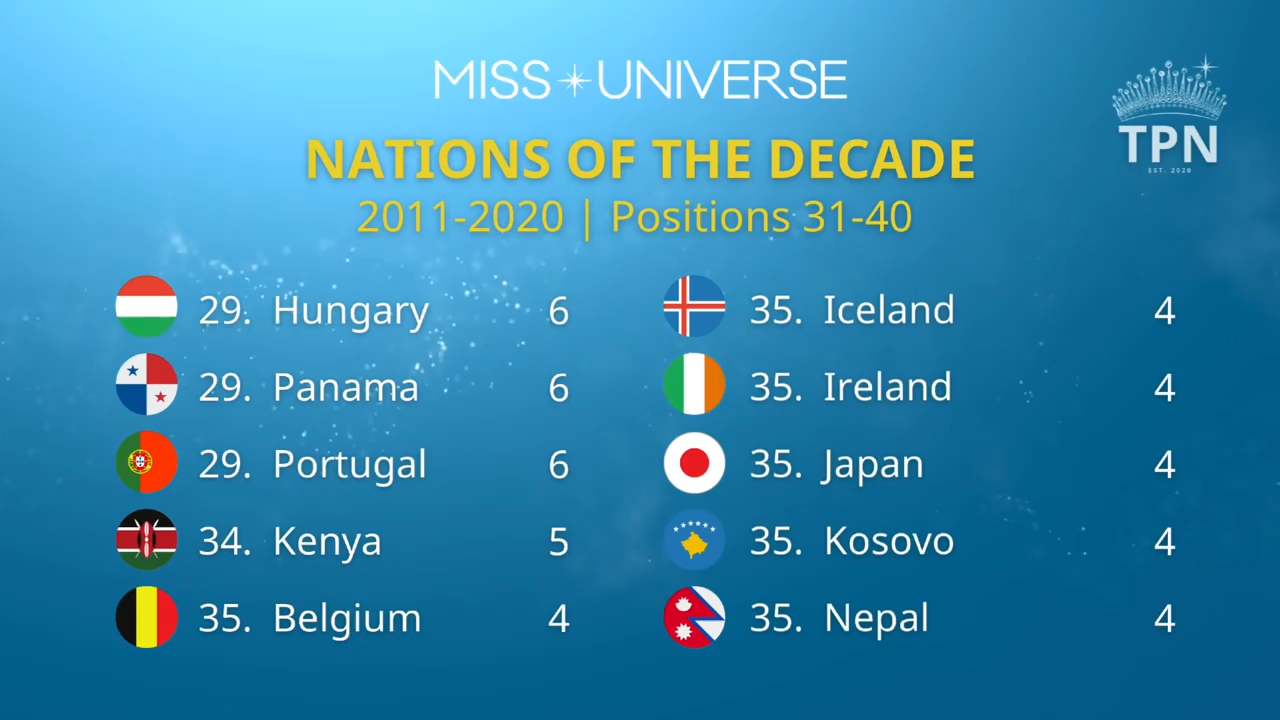 MISS UNIVERSE
NATIONS OF THE DECADE
2011-2020 | Positions 31-40
TPN
EST. 2020
29. Hungary 6
29. Panama 6
29. Portugal 6
34. Kenya 5
35. Belgium 4
35. Iceland 4
35. Ireland 4
35. Japan 4
35. Kosovo 4
35. Nepal 4